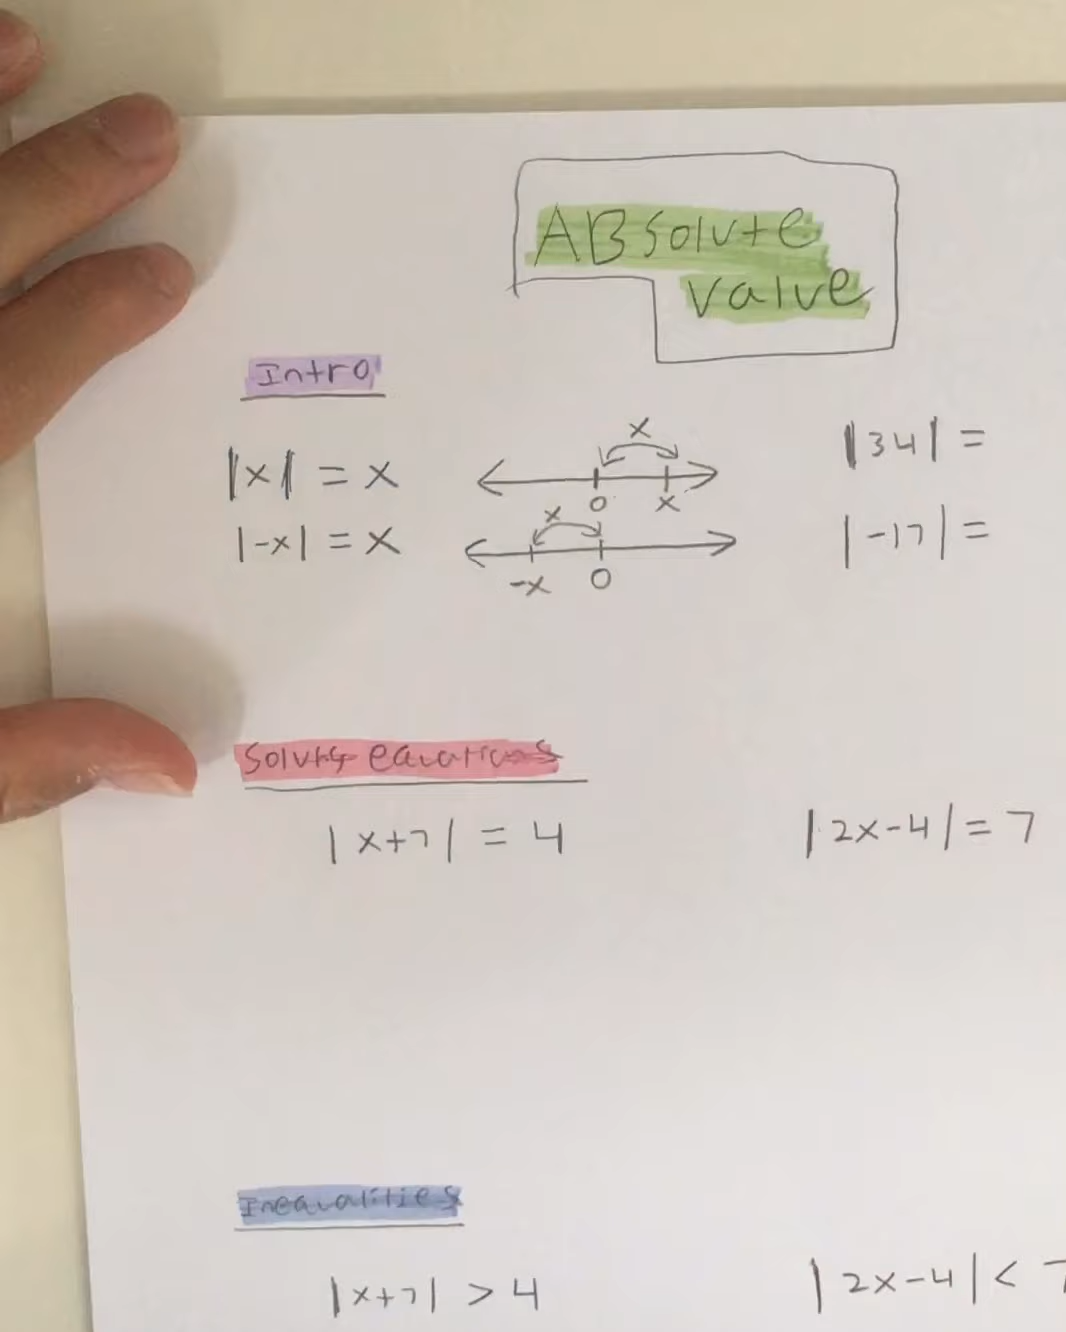 ABsolute
value
Intro
|x| = x
x
0 x
|34| =
|-x| = x
x
-x 0
|-17| =
Solving equations
|x+7| = 4
|2x-4| = 7
Inequalities
|x+7| > 4
|2x-4| < 7